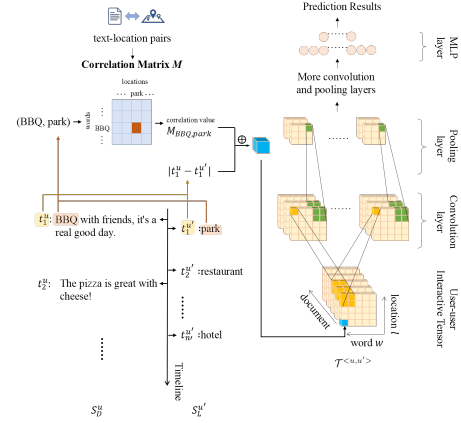 Prediction Results
MLP
layer
text-location pairs
Correlation Matrix M
More convolution
and pooling layers
locations
··· park ···
words
BBQ
(BBQ, park)
correlation value
M_{BBQ,park}
⊕
|t_1^u − t_1^{u'}|
Pooling
layer
t_1^u: BBQ with friends, it's a
real good day.
t_1^{u'}:park
Convolution
layer
t_2^{u'}:restaurant
t_2^u: The pizza is great with
cheese!
t_w^{u'}:hotel
User-user
Interactive Tensor
document
location l
word w
𝒯^{<u,u'>}
Timeline
S_D^u
S_L^{u'}